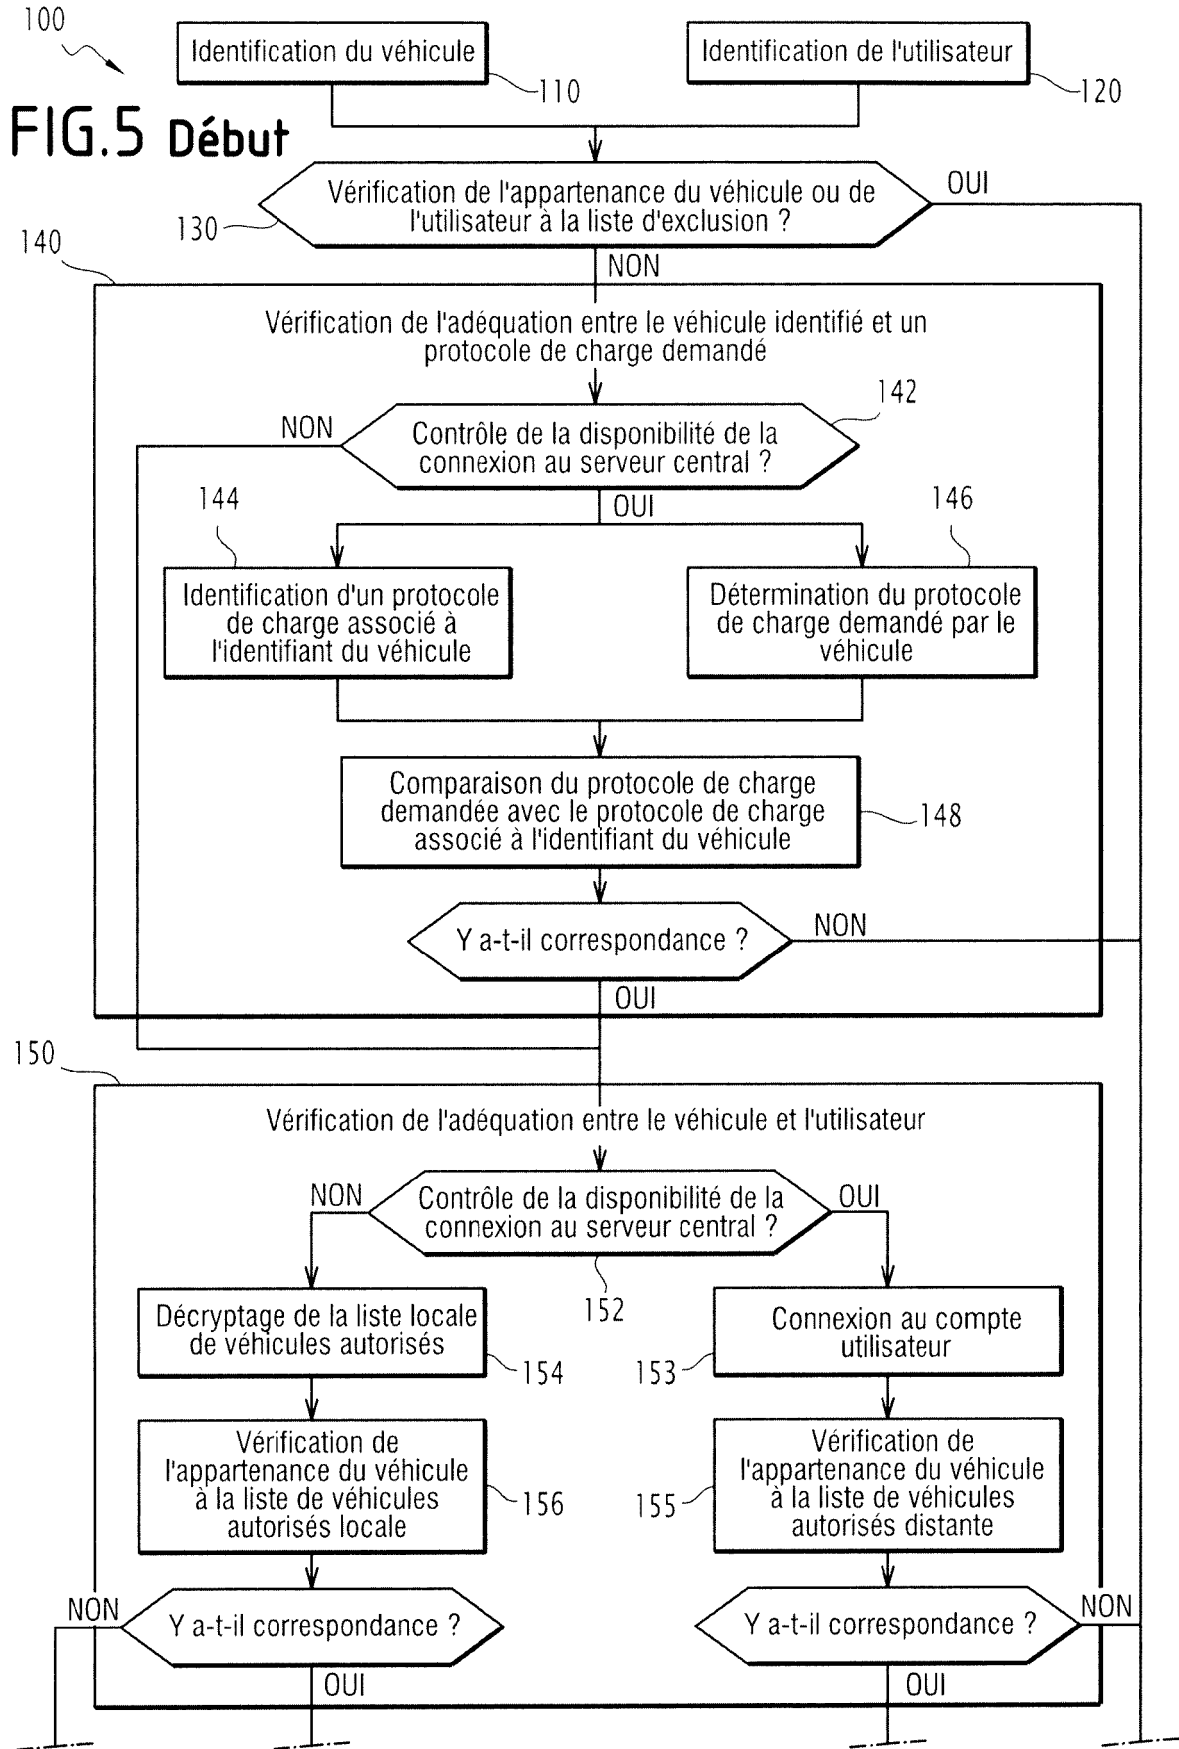 100
Identification du véhicule
110
Identification de l'utilisateur
120
FIG.5 Début
Vérification de l'appartenance du véhicule ou de
l'utilisateur à la liste d'exclusion ?
130
OUI
NON
140
Vérification de l'adéquation entre le véhicule identifié et un
protocole de charge demandé
142
NON
Contrôle de la disponibilité de la
connexion au serveur central ?
OUI
144
146
Identification d'un protocole
de charge associé à
l'identifiant du véhicule
Détermination du protocole
de charge demandé par le
véhicule
Comparaison du protocole de charge
demandée avec le protocole de charge
associé à l'identifiant du véhicule
148
Y a-t-il correspondance ?
NON
OUI
150
Vérification de l'adéquation entre le véhicule et l'utilisateur
NON
Contrôle de la disponibilité de la
connexion au serveur central ?
OUI
152
Décryptage de la liste locale
de véhicules autorisés
154
Connexion au compte
utilisateur
153
Vérification de
l'appartenance du véhicule
à la liste de véhicules
autorisés locale
156
Vérification de
l'appartenance du véhicule
à la liste de véhicules
autorisés distante
155
NON
Y a-t-il correspondance ?
OUI
Y a-t-il correspondance ?
NON
OUI